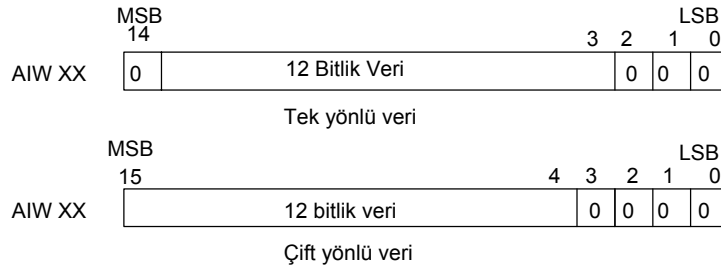 MSB LSB
14 3 2 1 0
AIW XX 0 12 Bitlik Veri 0 0 0
Tek yönlü veri
MSB LSB
15 4 3 2 1 0
AIW XX 12 bitlik veri 0 0 0 0
Çift yönlü veri